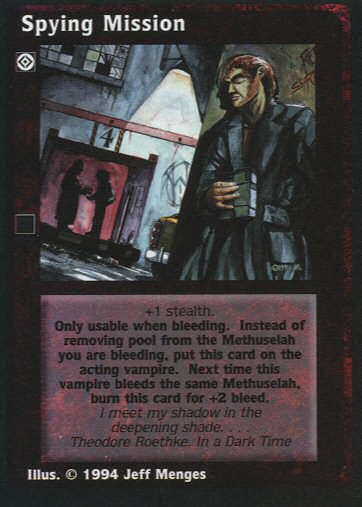 Spying Mission
4
©1993
+1 stealth.
Only usable when bleeding. Instead of
removing pool from the Methuselah
you are bleeding, put this card on the
acting vampire. Next time this
vampire bleeds the same Methuselah,
burn this card for +2 bleed.
I meet my shadow in the
deepening shade. . . .
Theodore Roethke. In a Dark Time
Illus. © 1994 Jeff Menges